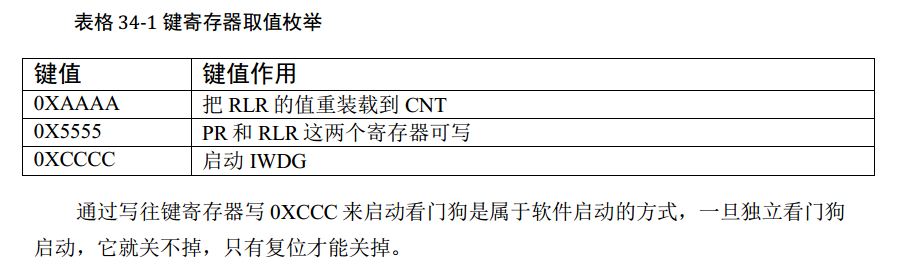 表格 34-1 键寄存器取值枚举
键值 键值作用
0XAAAA 把 RLR 的值重装载到 CNT
0X5555 PR 和 RLR 这两个寄存器可写
0XCCCC 启动 IWDG
通过写往键寄存器写 0XCCC 来启动看门狗是属于软件启动的方式，一旦独立看门狗
启动，它就关不掉，只有复位才能关掉。